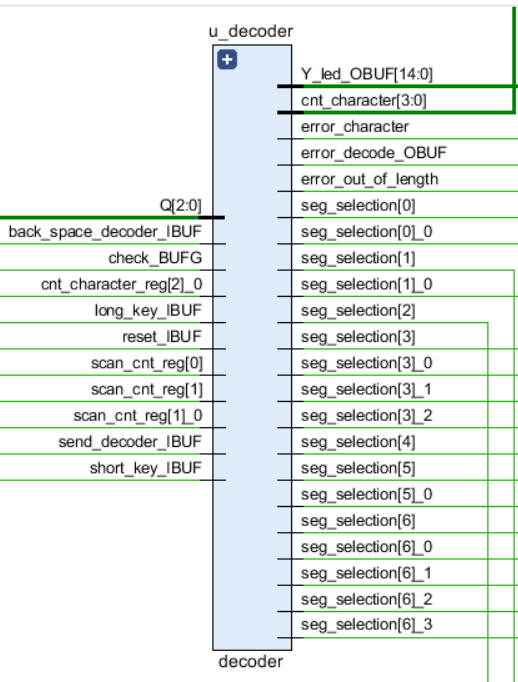 u_decoder
Y_led_OBUF[14:0]
cnt_character[3:0]
error_character
error_decode_OBUF
error_out_of_length
Q[2:0]
seg_selection[0]
back_space_decoder_IBUF
seg_selection[0]_0
check_BUFG
seg_selection[1]
cnt_character_reg[2]_0
seg_selection[1]_0
long_key_IBUF
seg_selection[2]
reset_IBUF
seg_selection[3]
scan_cnt_reg[0]
seg_selection[3]_0
scan_cnt_reg[1]
seg_selection[3]_1
scan_cnt_reg[1]_0
seg_selection[3]_2
send_decoder_IBUF
seg_selection[4]
short_key_IBUF
seg_selection[5]
seg_selection[5]_0
seg_selection[6]
seg_selection[6]_0
seg_selection[6]_1
seg_selection[6]_2
seg_selection[6]_3
decoder